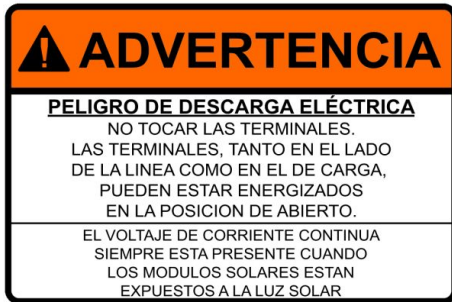 ADVERTENCIA
PELIGRO DE DESCARGA ELÉCTRICA
NO TOCAR LAS TERMINALES.
LAS TERMINALES, TANTO EN EL LADO
DE LA LINEA COMO EN EL DE CARGA,
PUEDEN ESTAR ENERGIZADOS
EN LA POSICION DE ABIERTO.
EL VOLTAJE DE CORRIENTE CONTINUA
SIEMPRE ESTA PRESENTE CUANDO
LOS MODULOS SOLARES ESTAN
EXPUESTOS A LA LUZ SOLAR